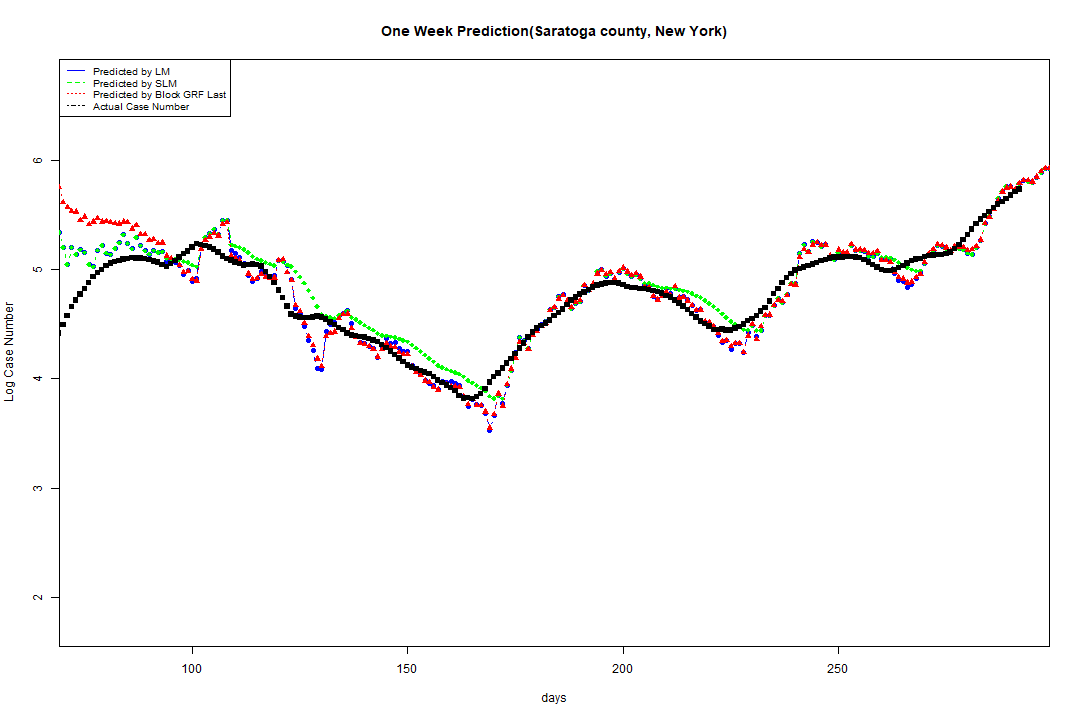 One Week Prediction(Saratoga county, New York)
Predicted by LM
Predicted by SLM
Predicted by Block GRF Last
Actual Case Number
6
5
4
3
2
Log Case Number
100 150 200 250
days